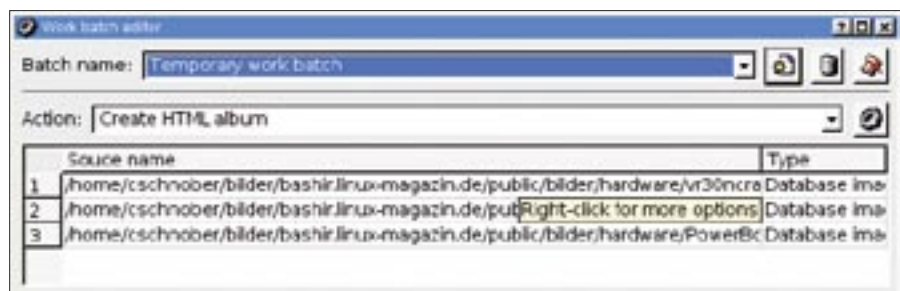 Work batch editor
Batch name: Temporary work batch
Action: Create HTML album
Souce name Type
1 /home/cschnober/bilder/bashir.linux-magazin.de/public/bilder/hardware/vr30ncra Database ima
2 /home/cschnober/bilder/bashir.linux-magazin.de/pub Right-click for more options Database ima
3 /home/cschnober/bilder/bashir.linux-magazin.de/public/bilder/hardware/PowerBc Database ima